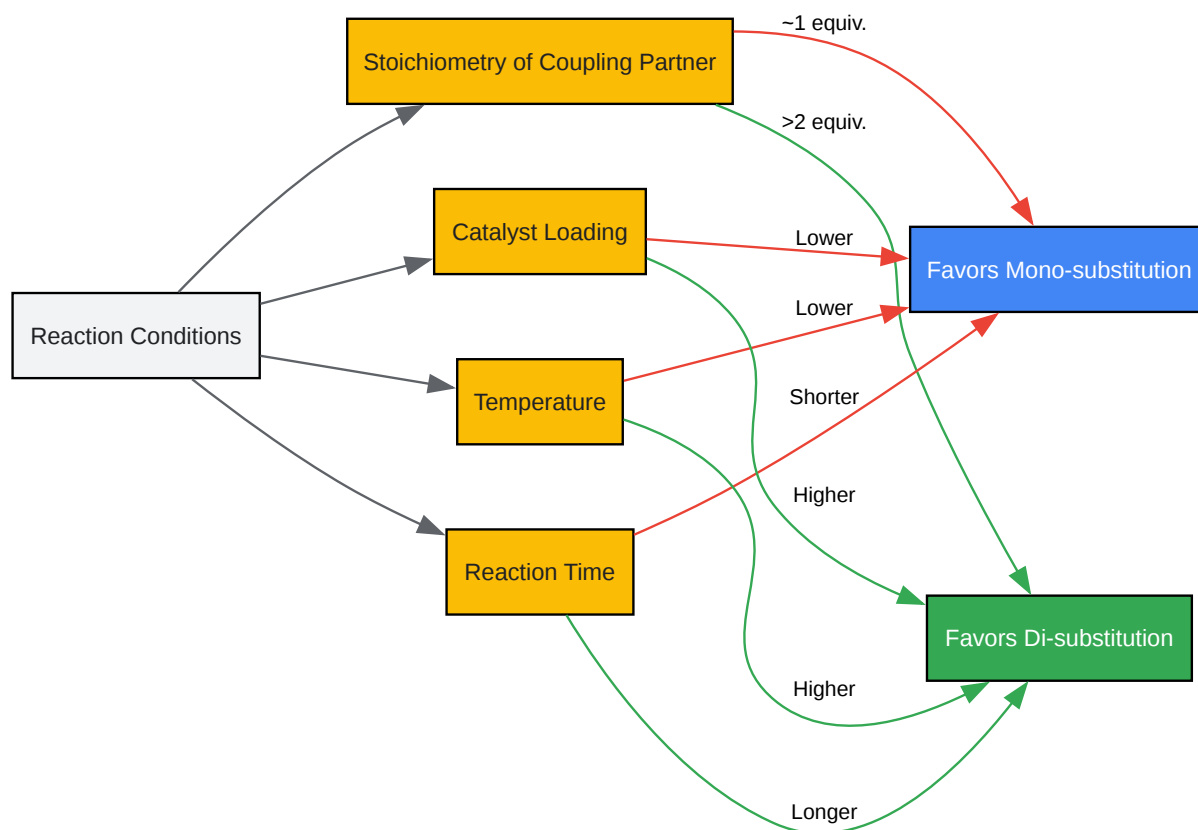 ~1 equiv.
Stoichiometry of Coupling Partner
>2 equiv.
Catalyst Loading
Lower
Favors Mono-substitution
Lower
Reaction Conditions
Temperature
Shorter
Higher
Reaction Time
Favors Di-substitution
Higher
Longer